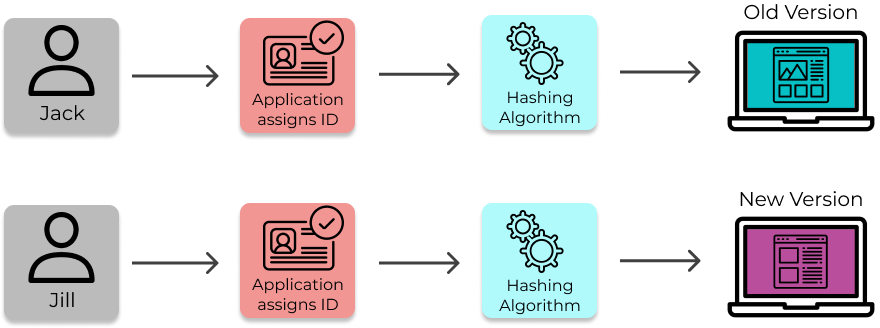 Old Version
Jack
Application
assigns ID
Hashing
Algorithm
New Version
Jill
Application
assigns ID
Hashing
Algorithm